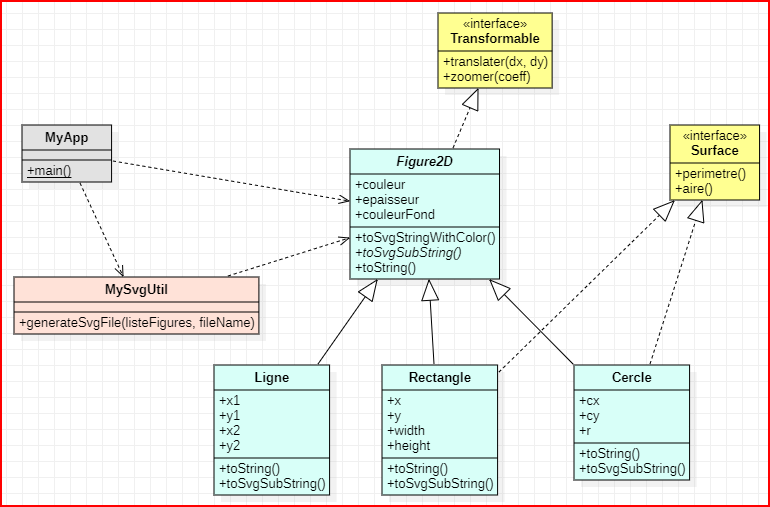 «interface»
Transformable
+translater(dx, dy)
+zoomer(coeff)
MyApp
+main()
«interface»
Surface
+perimetre()
+aire()
Figure2D
+couleur
+epaisseur
+couleurFond
+toSvgStringWithColor()
+toSvgSubString()
+toString()
MySvgUtil
+generateSvgFile(listeFigures, fileName)
Ligne
+x1
+y1
+x2
+y2
+toString()
+toSvgSubString()
Rectangle
+x
+y
+width
+height
+toString()
+toSvgSubString()
Cercle
+cx
+cy
+r
+toString()
+toSvgSubString()